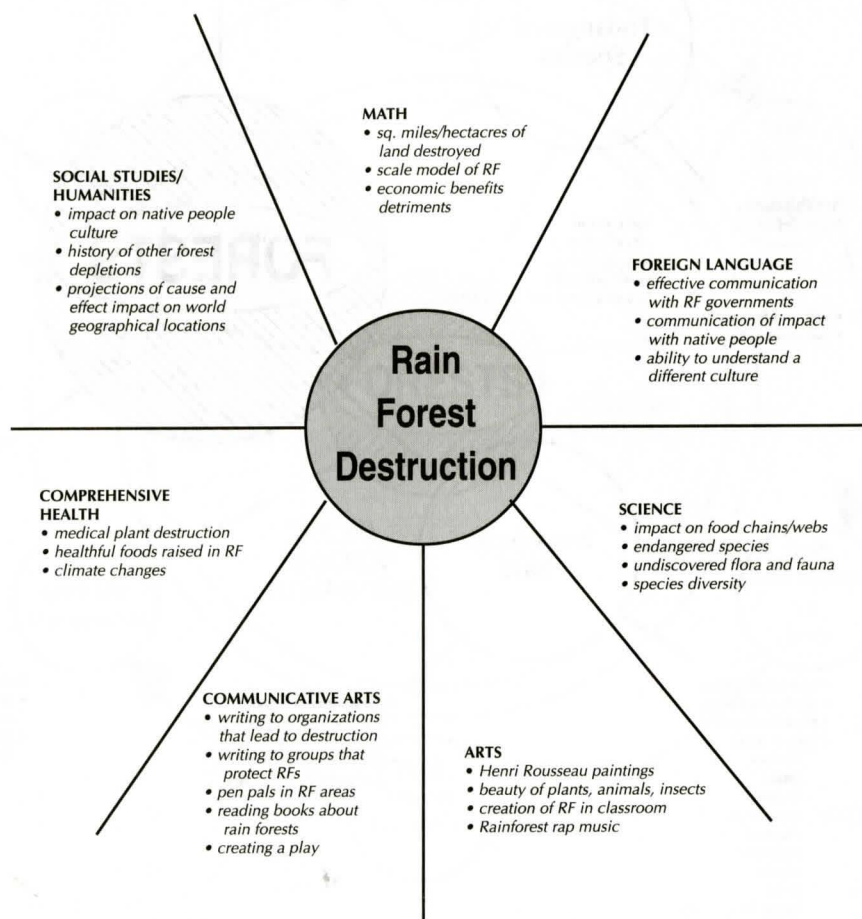 MATH
• sq. miles/hectacres of
land destroyed
• scale model of RF
• economic benefits
detriments
SOCIAL STUDIES/
HUMANITIES
• impact on native people
culture
• history of other forest
depletions
• projections of cause and
effect impact on world
geographical locations
FOREIGN LANGUAGE
• effective communication
with RF governments
• communication of impact
with native people
• ability to understand a
different culture
Rain
Forest
Destruction
COMPREHENSIVE
HEALTH
• medical plant destruction
• healthful foods raised in RF
• climate changes
SCIENCE
• impact on food chains/webs
• endangered species
• undiscovered flora and fauna
• species diversity
COMMUNICATIVE ARTS
• writing to organizations
that lead to destruction
• writing to groups that
protect RFs
• pen pals in RF areas
• reading books about
rain forests
• creating a play
ARTS
• Henri Rousseau paintings
• beauty of plants, animals, insects
• creation of RF in classroom
• Rainforest rap music